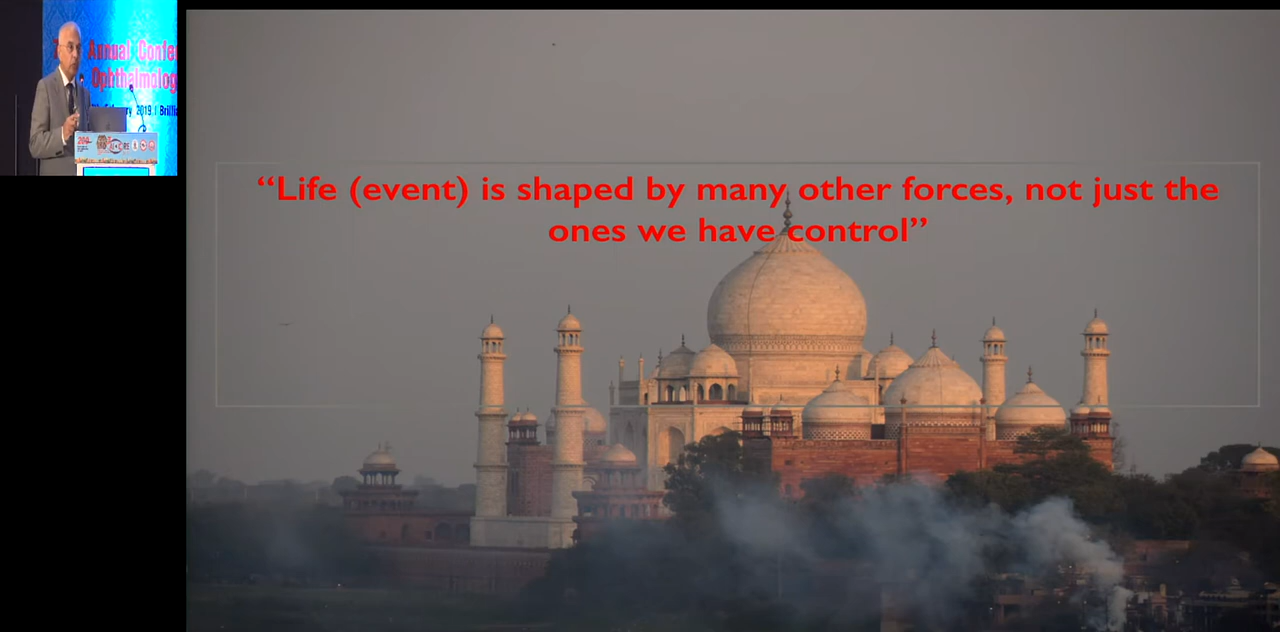 Annual Confe
Ophthalmolog
2019 | Brilli
“Life (event) is shaped by many other forces, not just the
ones we have control”